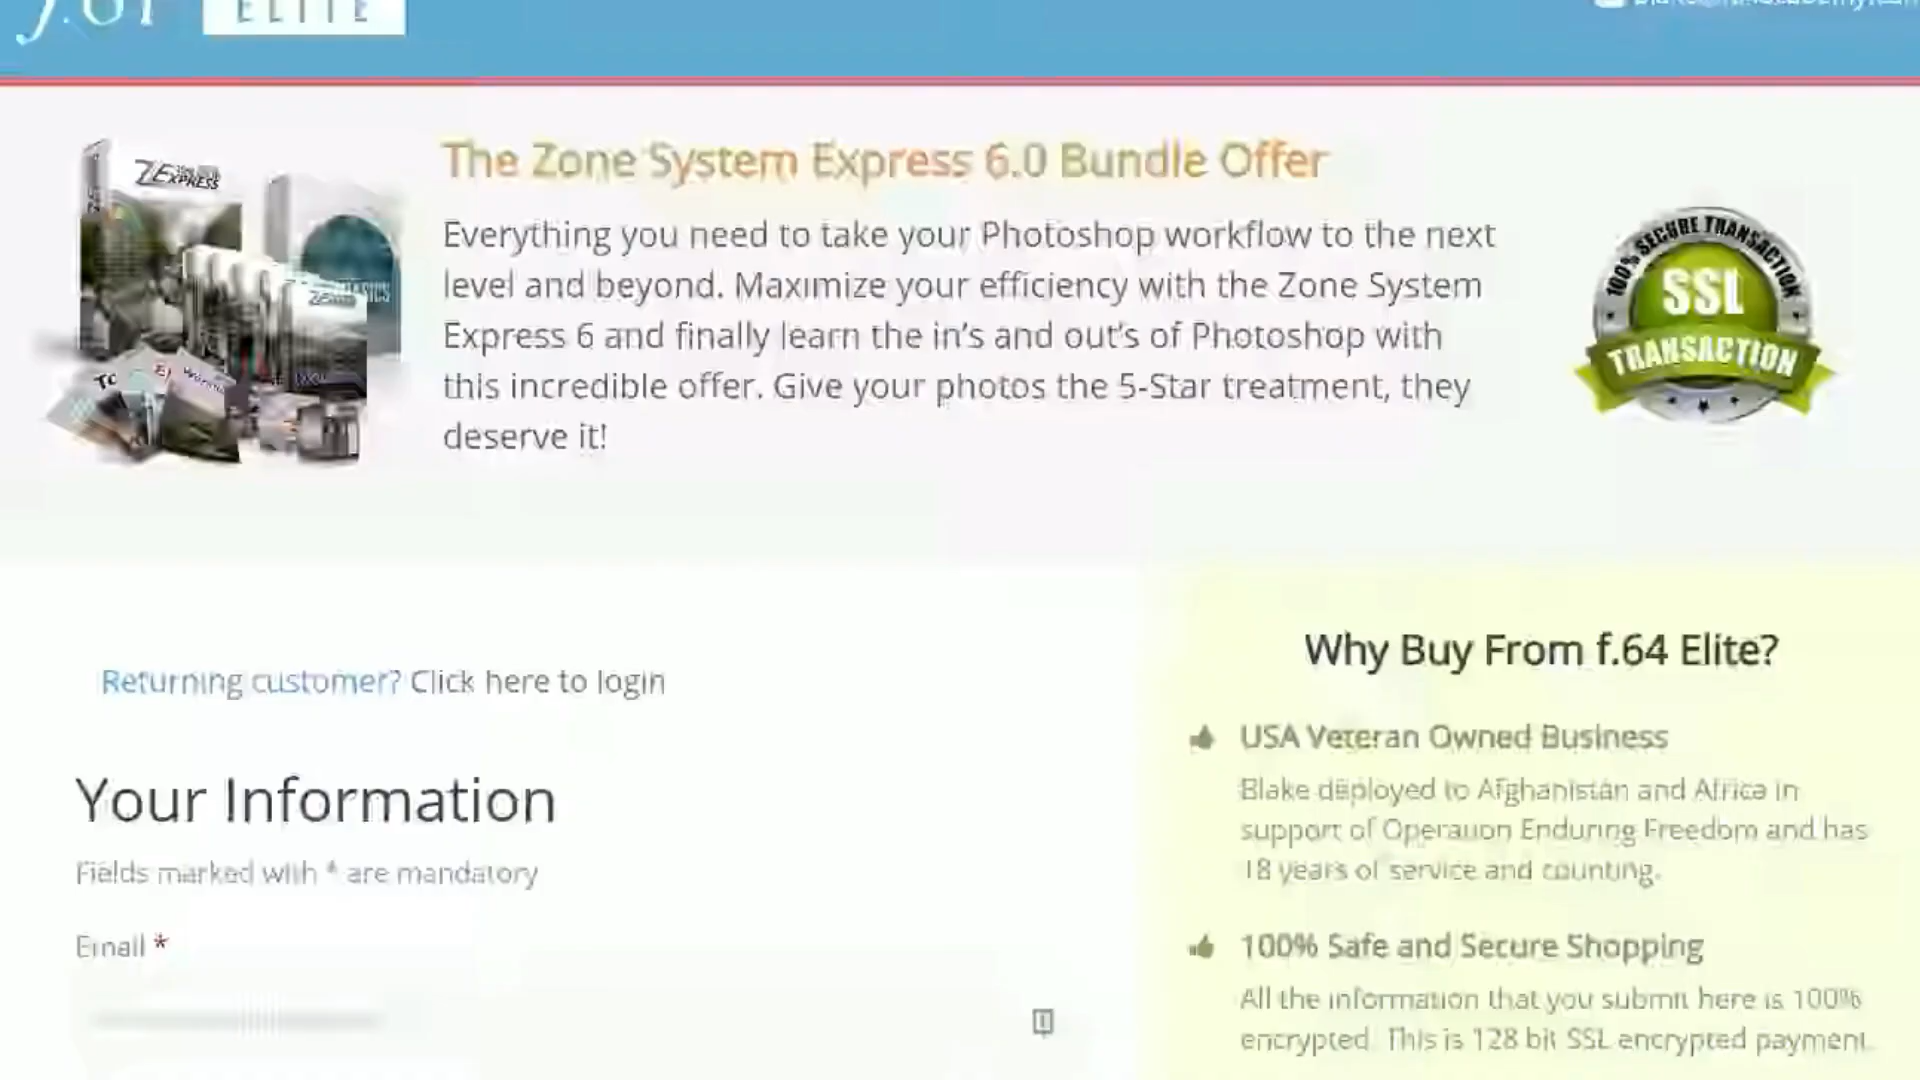 ELITE
The Zone System Express 6.0 Bundle Offer
Everything you need to take your Photoshop workflow to the next
level and beyond. Maximize your efficiency with the Zone System
Express 6 and finally learn the in's and out's of Photoshop with
this incredible offer. Give your photos the 5-Star treatment, they
deserve it!
100% SECURE TRANSACTION
SSL
TRANSACTION
Returning customer? Click here to login
Your Information
Fields marked with * are mandatory
Email *
Why Buy From f.64 Elite?
USA Veteran Owned Business
Blake deployed to Afghanistan and Africa in
support of Operation Enduring Freedom and has
18 years of service and counting.
100% Safe and Secure Shopping
All the information that you submit here is 100%
encrypted. This is 128 bit SSL encrypted payment.